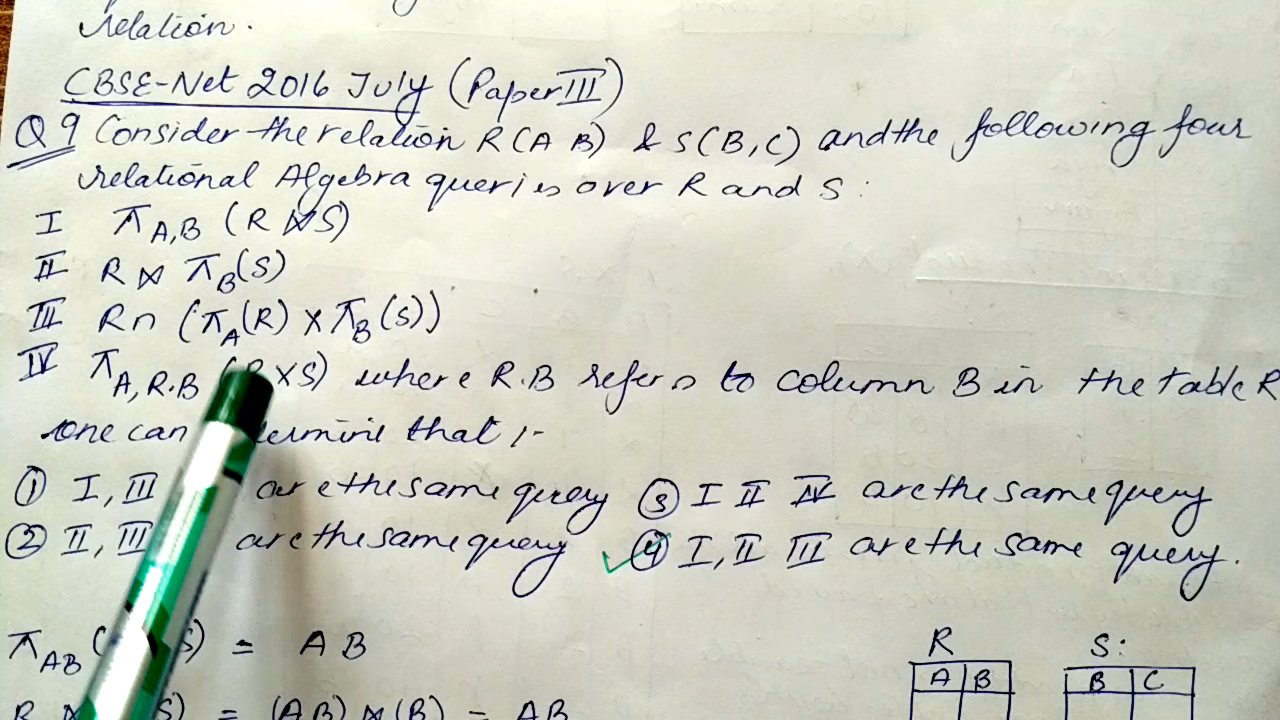 relation.
CBSE-Net 2016 July (Paper III)
Q9 Consider the relation R(A B) & S(B,C) and the following four
relational Algebra queries over R and S:
I π A,B (R ⋈ S)
II R ⋈ π B (S)
III R ∩ (π A (R) × π B (S))
IV π A,R.B (R × S) where R.B refers to column B in the table R
one can that :-
① I, III are the same query ③ I II IV are the same query
② II, III are the same query ④ I, II III are the same query.
π AB ( S) = A B
R ⋈ S) = (AB) ⋈ (B) = AB
R S:
A B B C